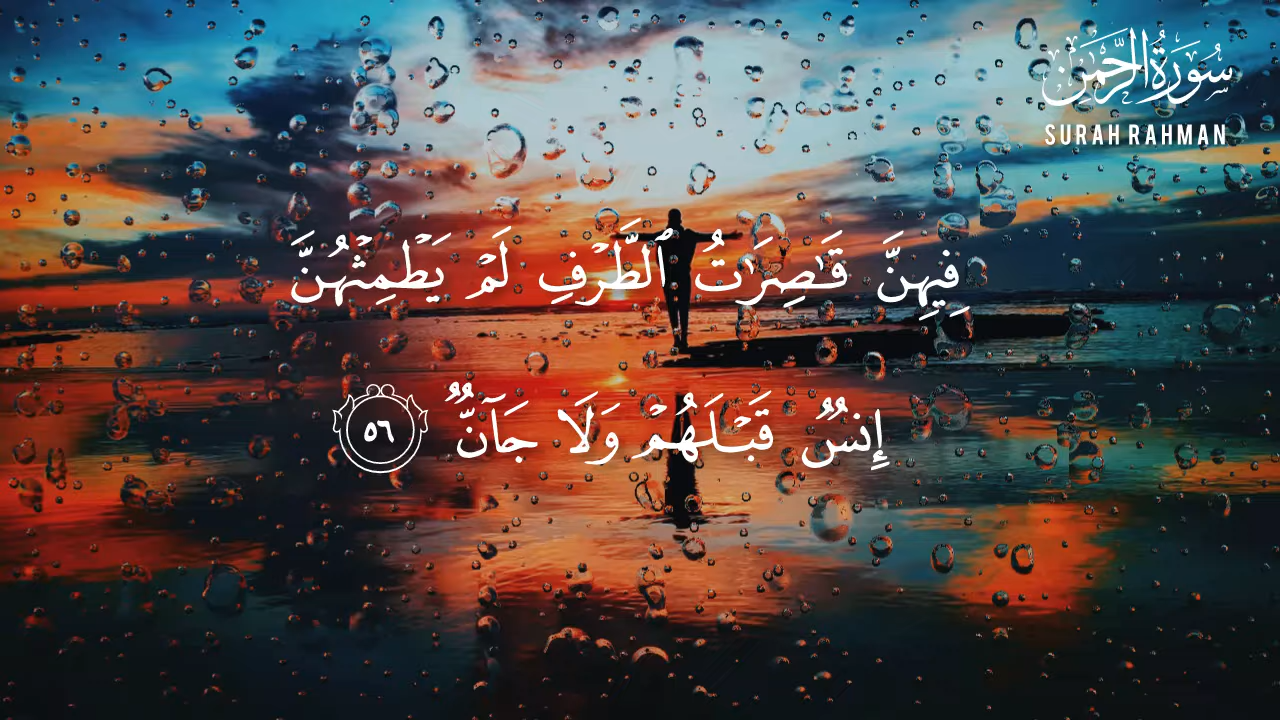 سُورَةُ الرَّحْمَن
SURAH RAHMAN
فِيهِنَّ قَـٰصِرَٰتُ ٱلطَّرْفِ لَمْ يَطْمِثْهُنَّ
إِنسٌ قَبْلَهُمْ وَلَا جَآنٌّ ٥٦